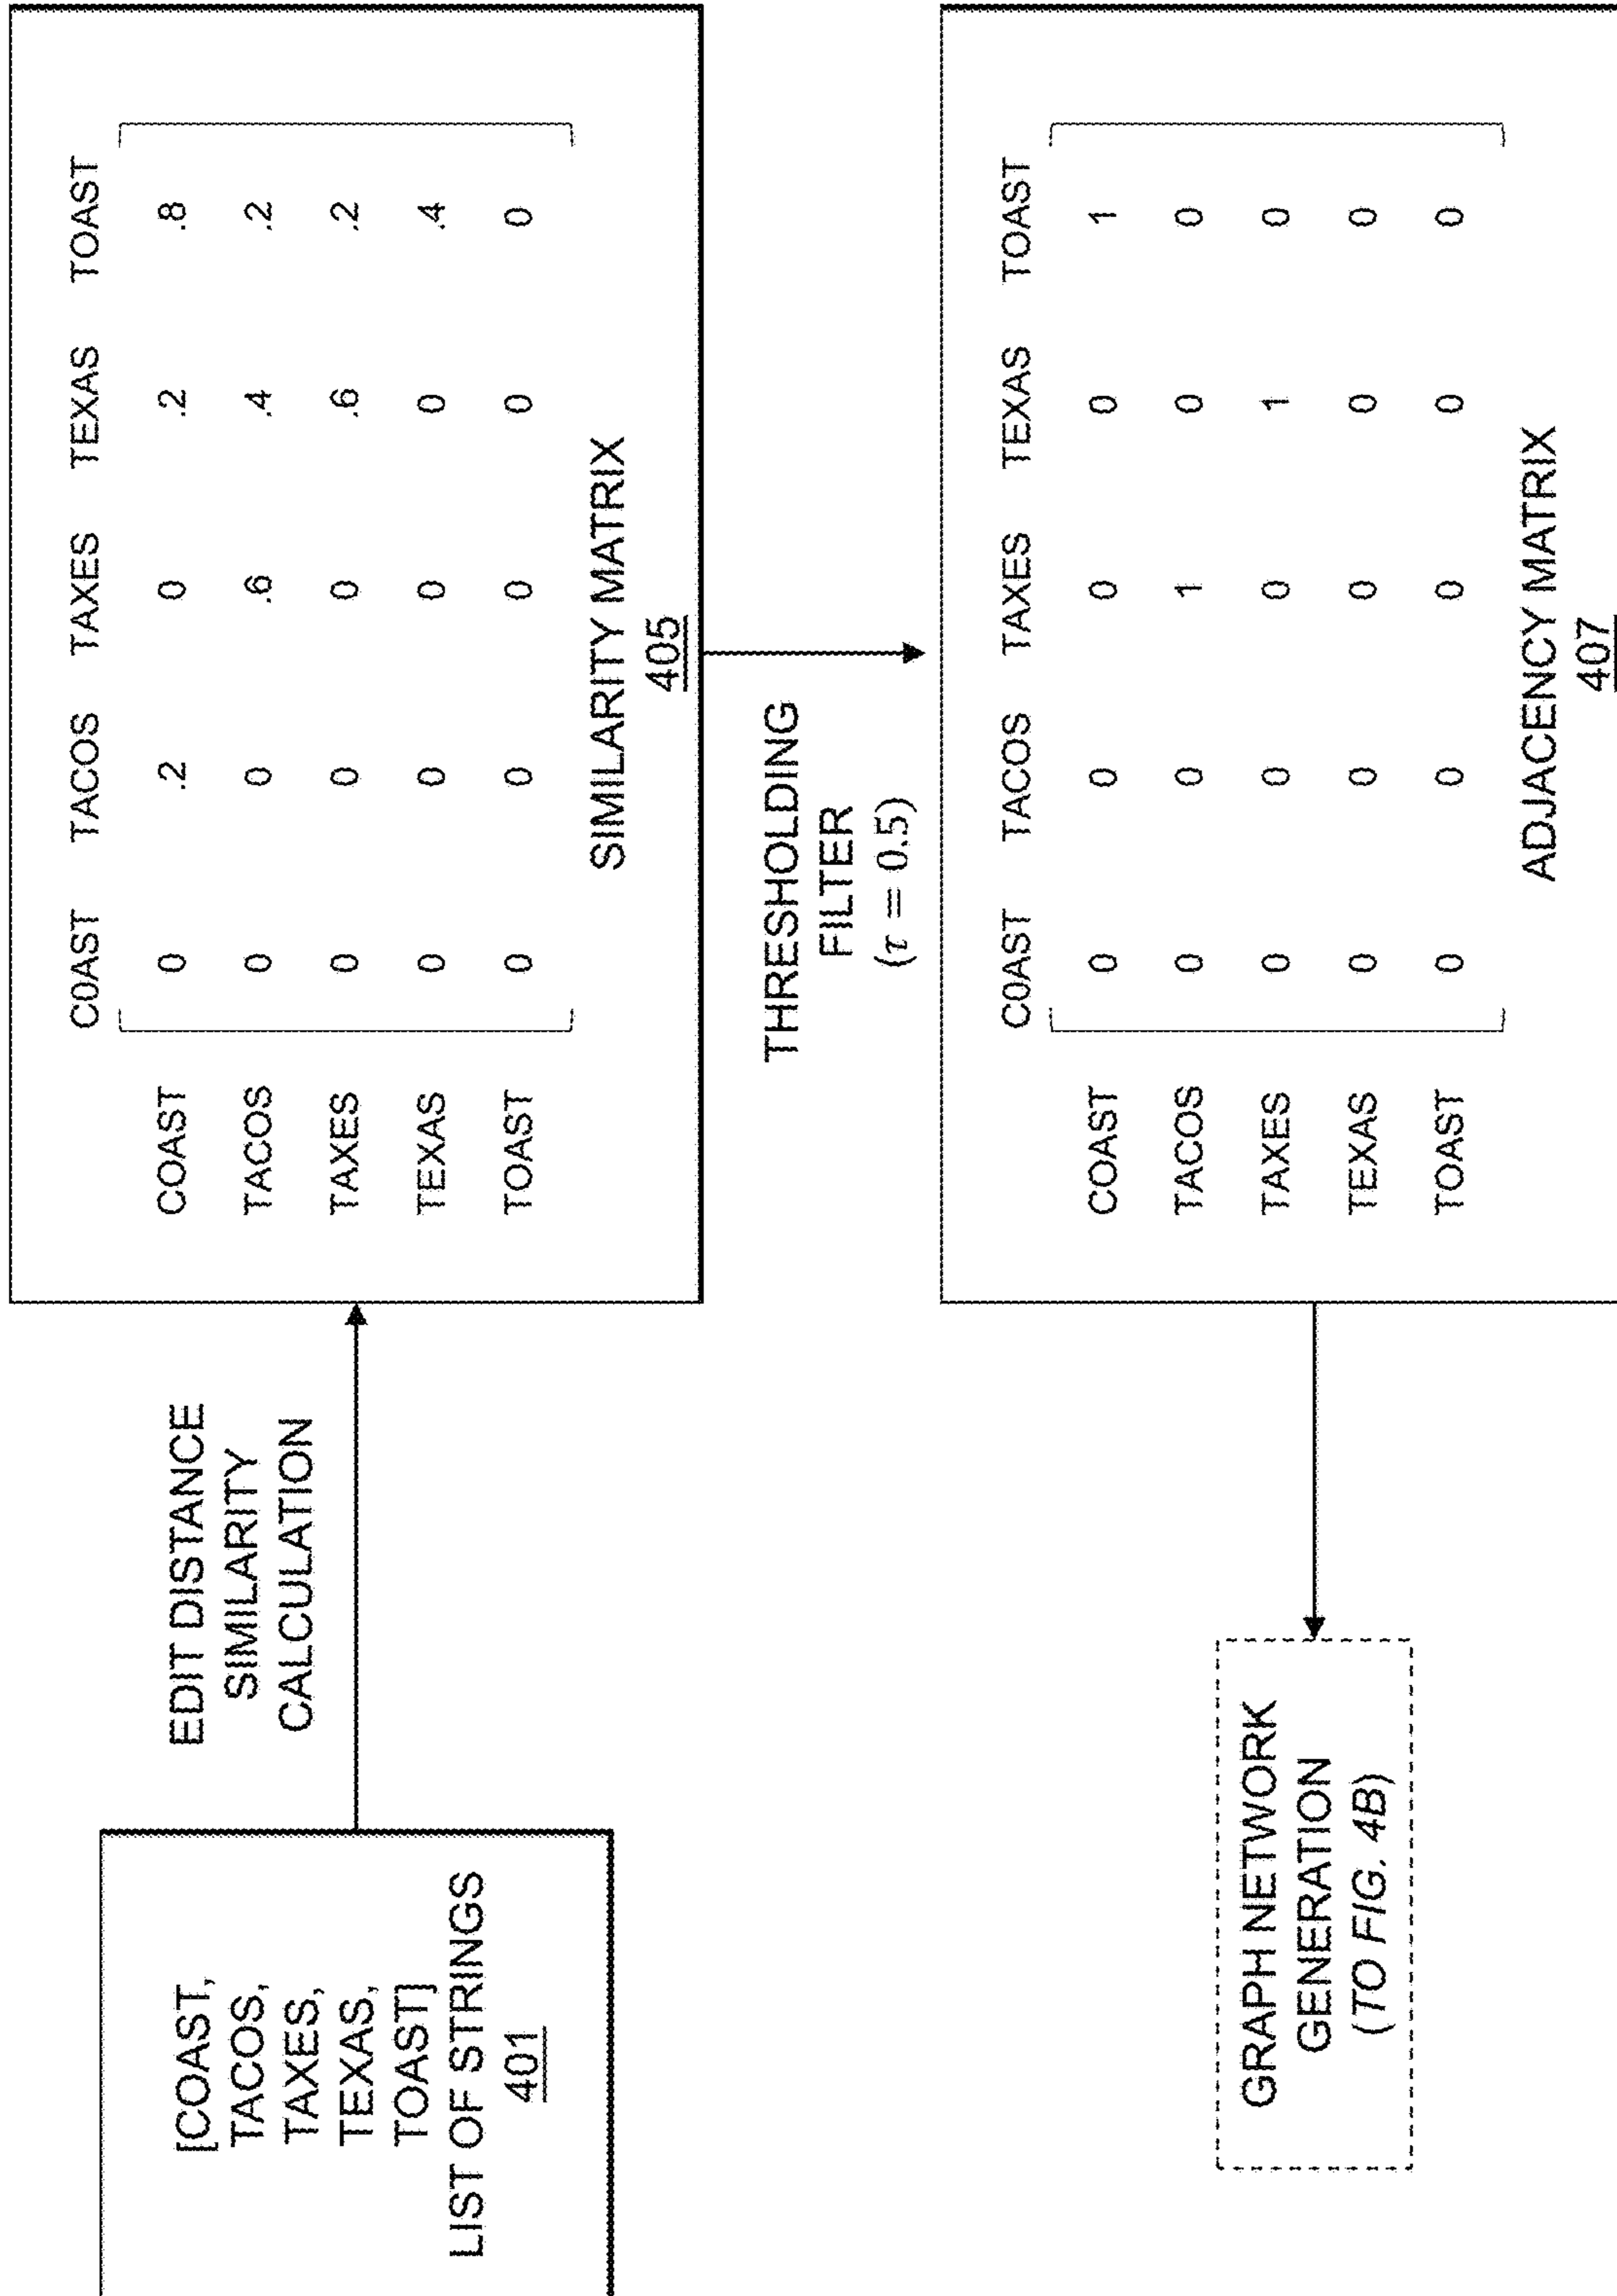 [COAST,
TACOS,
TAXES,
TEXAS,
TOAST]
LIST OF STRINGS
401
EDIT DISTANCE
SIMILARITY
CALCULATION
C0AST TACOS TAXES TEXAS TOAST
COAST 0 .2 0 .2 .8
TACOS 0 0 .6 .4 .2
TAXES 0 0 0 .6 .2
TEXAS 0 0 0 0 .4
TOAST 0 0 0 0 0
SIMILARITY MATRIX
405
THRESHOLDING
FILTER
(τ = 0.5)
C0AST TACOS TAXES TEXAS TOAST
COAST 0 0 0 0 1
TACOS 0 0 1 0 0
TAXES 0 0 0 1 0
TEXAS 0 0 0 0 0
TOAST 0 0 0 0 0
ADJACENCY MATRIX
407
GRAPH NETWORK
GENERATION
(TO FIG. 4B)